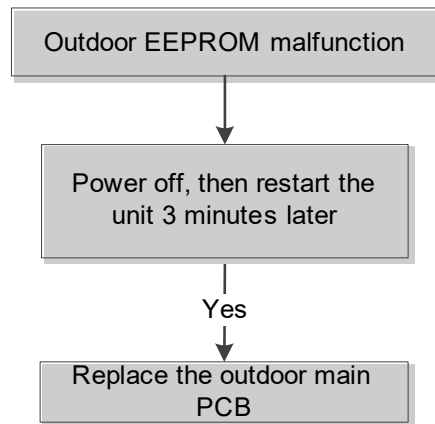 Outdoor EEPROM malfunction
Power off, then restart the
unit 3 minutes later
Yes
Replace the outdoor main
PCB